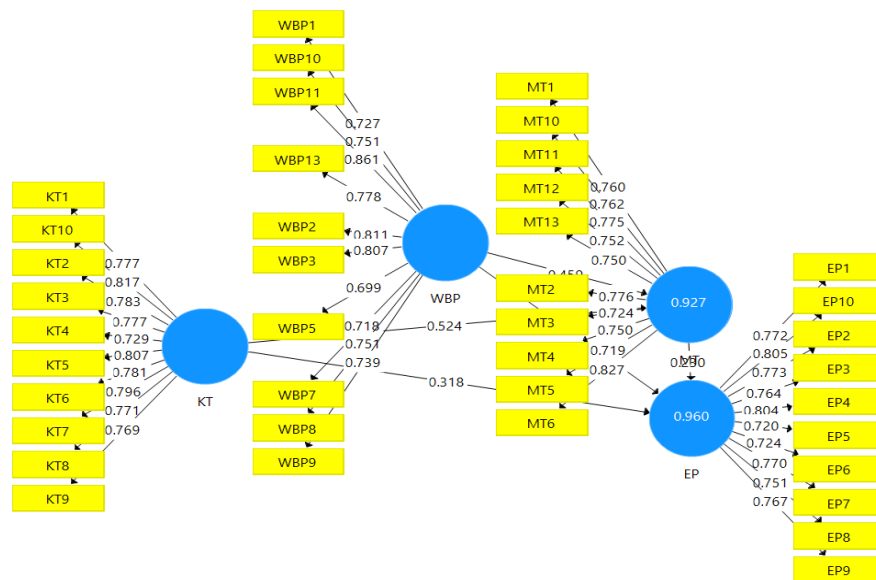 WBP1
WBP10
WBP11
WBP13
WBP2
WBP3
WBP5
WBP7
WBP8
WBP9
0.727
0.751
0.861
0.778
0.811
0.807
0.699
0.718
0.751
0.739
WBP
KT1
KT10
KT2
KT3
KT4
KT5
KT6
KT7
KT8
KT9
0.777
0.817
0.783
0.777
0.729
0.807
0.781
0.796
0.771
0.769
KT
0.524
0.318
MT1
MT10
MT11
MT12
MT13
MT2
MT3
MT4
MT5
MT6
0.760
0.762
0.775
0.752
0.750
0.776
0.724
0.750
0.719
0.827
0.927
MT
0.960
EP
EP1
EP10
EP2
EP3
EP4
EP5
EP6
EP7
EP8
EP9
0.772
0.805
0.773
0.764
0.804
0.720
0.724
0.770
0.751
0.767